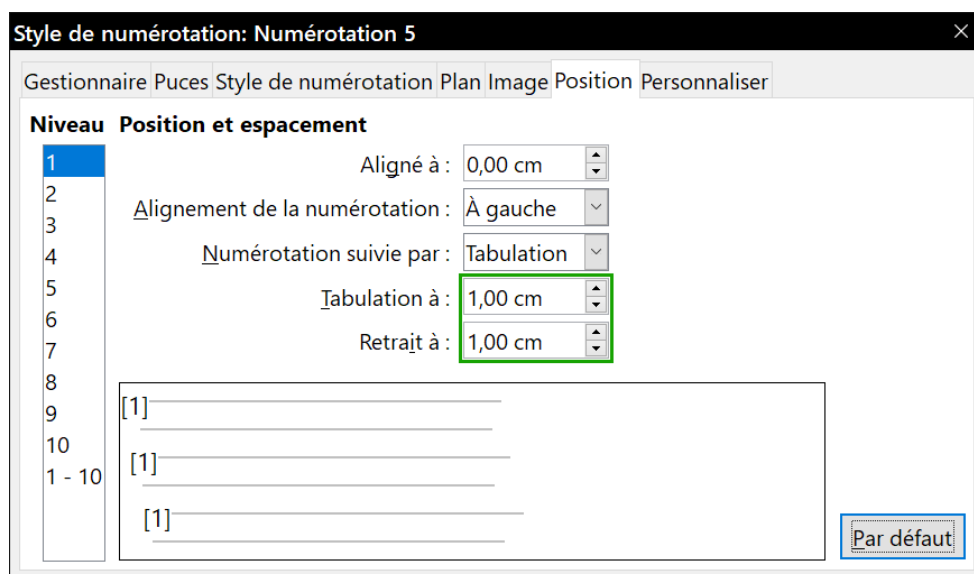 Style de numérotation: Numérotation 5
Gestionnaire Puces Style de numérotation Plan Image Position Personnaliser
Niveau Position et espacement
1
2
3
4
5
6
7
8
9
10
1 - 10
Aligné à : 0,00 cm
Alignement de la numérotation : À gauche
Numérotation suivie par : Tabulation
Tabulation à : 1,00 cm
Retrait à : 1,00 cm
[1]
[1]
[1]
Par défaut